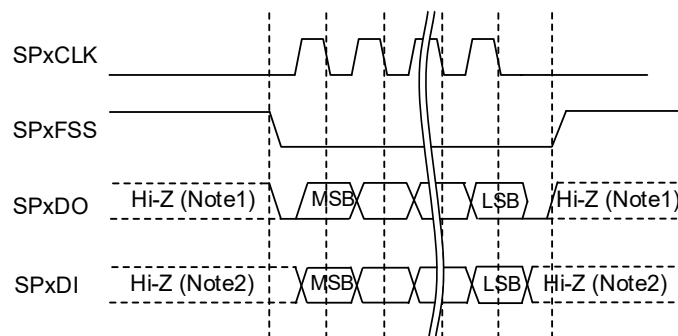 SPxCLK
SPxFSS
SPxDO Hi-Z (Note1) MSB LSB Hi-Z (Note1)
SPxDI Hi-Z (Note2) MSB LSB Hi-Z (Note2)